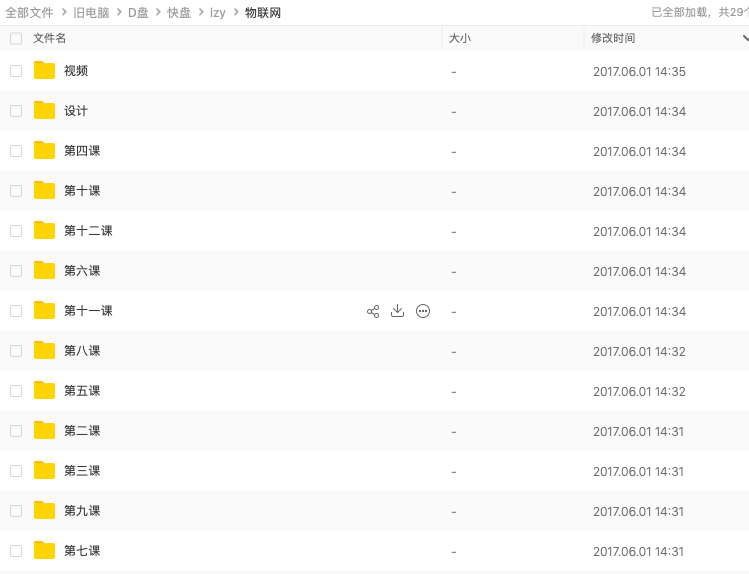 全部文件 > 旧电脑 > D盘 > 快盘 > lzy > 物联网 已全部加载，共29个
文件名 大小 修改时间
视频 - 2017.06.01 14:35
设计 - 2017.06.01 14:34
第四课 - 2017.06.01 14:34
第十课 - 2017.06.01 14:34
第十二课 - 2017.06.01 14:34
第六课 - 2017.06.01 14:34
第十一课 - 2017.06.01 14:34
第八课 - 2017.06.01 14:32
第五课 - 2017.06.01 14:32
第二课 - 2017.06.01 14:31
第三课 - 2017.06.01 14:31
第九课 - 2017.06.01 14:31
第七课 - 2017.06.01 14:31